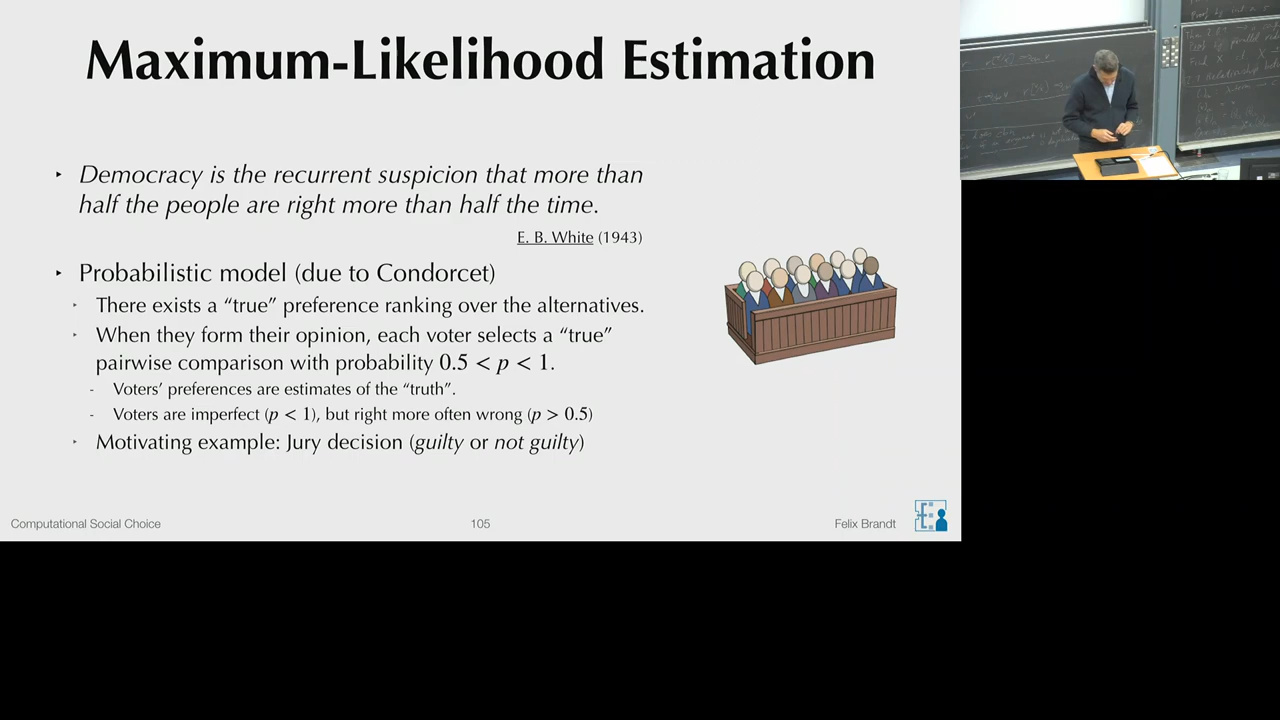 Maximum-Likelihood Estimation
‣ Democracy is the recurrent suspicion that more than
half the people are right more than half the time.
E. B. White (1943)
‣ Probabilistic model (due to Condorcet)
‣ There exists a “true” preference ranking over the alternatives.
‣ When they form their opinion, each voter selects a “true”
pairwise comparison with probability 0.5 < p < 1.
- Voters’ preferences are estimates of the “truth”.
- Voters are imperfect (p < 1), but right more often wrong (p > 0.5)
‣ Motivating example: Jury decision (guilty or not guilty)
Computational Social Choice
105
Felix Brandt